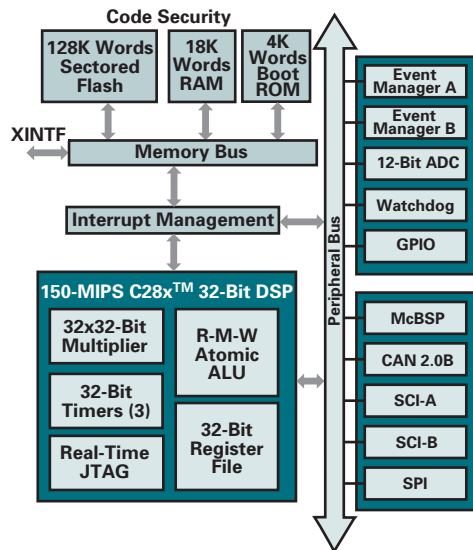 Code Security
128K Words
Sectored
Flash
18K
Words
RAM
4K
Words
Boot
ROM
XINTF
Memory Bus
Interrupt Management
150-MIPS C28x™ 32-Bit DSP
32x32-Bit
Multiplier
R-M-W
Atomic
ALU
32-Bit
Timers (3)
32-Bit
Register
File
Real-Time
JTAG
Peripheral Bus
Event
Manager A
Event
Manager B
12-Bit ADC
Watchdog
GPIO
McBSP
CAN 2.0B
SCI-A
SCI-B
SPI